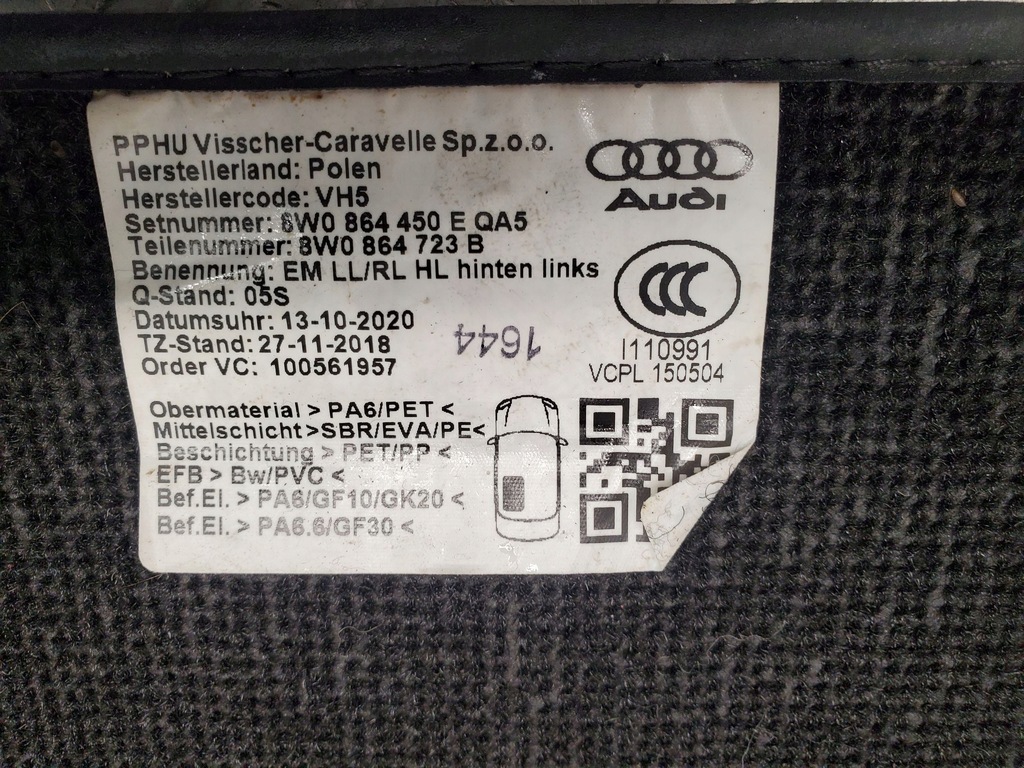 PPHU Visscher-Caravelle Sp.z.o.o.
Herstellerland: Polen
Herstellercode: VH5
Setnummer: 8W0 864 450 E QA5
Teilenummer: 8W0 864 723 B
Benennung: EM LL/RL HL hinten links
Q-Stand: 05S
Datumsuhr: 13-10-2020
TZ-Stand: 27-11-2018
Order VC: 100561957
1644
Audi
CCC
I110991
VCPL 150504
Obermaterial > PA6/PET <
Mittelschicht >SBR/EVA/PE<
Beschichtung > PET/PP <
EFB > Bw/PVC <
Bef.El. > PA6/GF10/GK20 <
Bef.El. > PA6.6/GF30 <